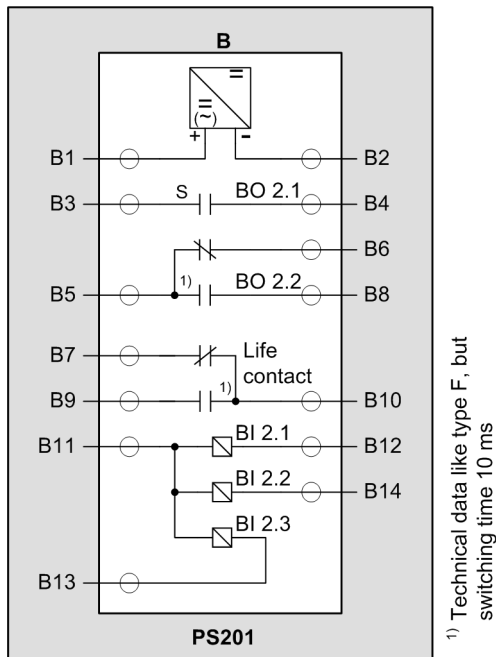 B
=
=
(~)
+ -
B1 B2
B3 S BO 2.1 B4
B6
B5 1) BO 2.2 B8
B7 Life
contact
B9 1) B10
B11 BI 2.1 B12
BI 2.2 B14
BI 2.3
B13
PS201
1) Technical data like type F, but
switching time 10 ms